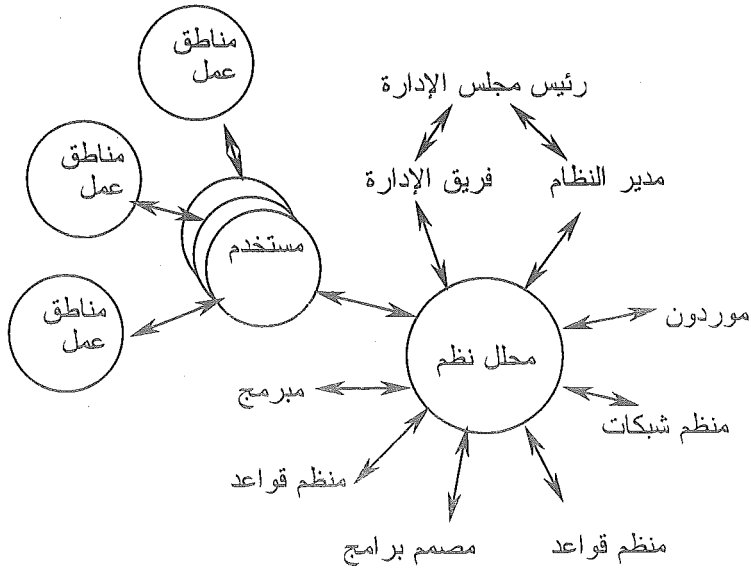 مناطق
عمل
رئيس مجلس الإدارة
مناطق
عمل
فريق الإدارة
مدير النظام
مستخدم
مناطق
عمل
موردون
محلل نظم
مبرمج
منظم شبكات
منظم قواعد
مصمم برامج
منظم قواعد